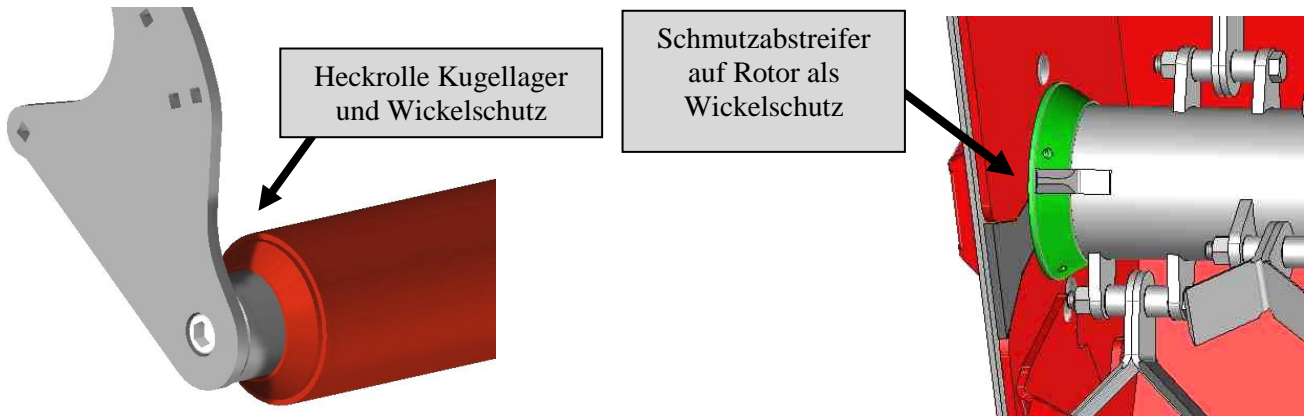 Heckrolle Kugellager
und Wickelschutz
Schmutzabstreifer
auf Rotor als
Wickelschutz